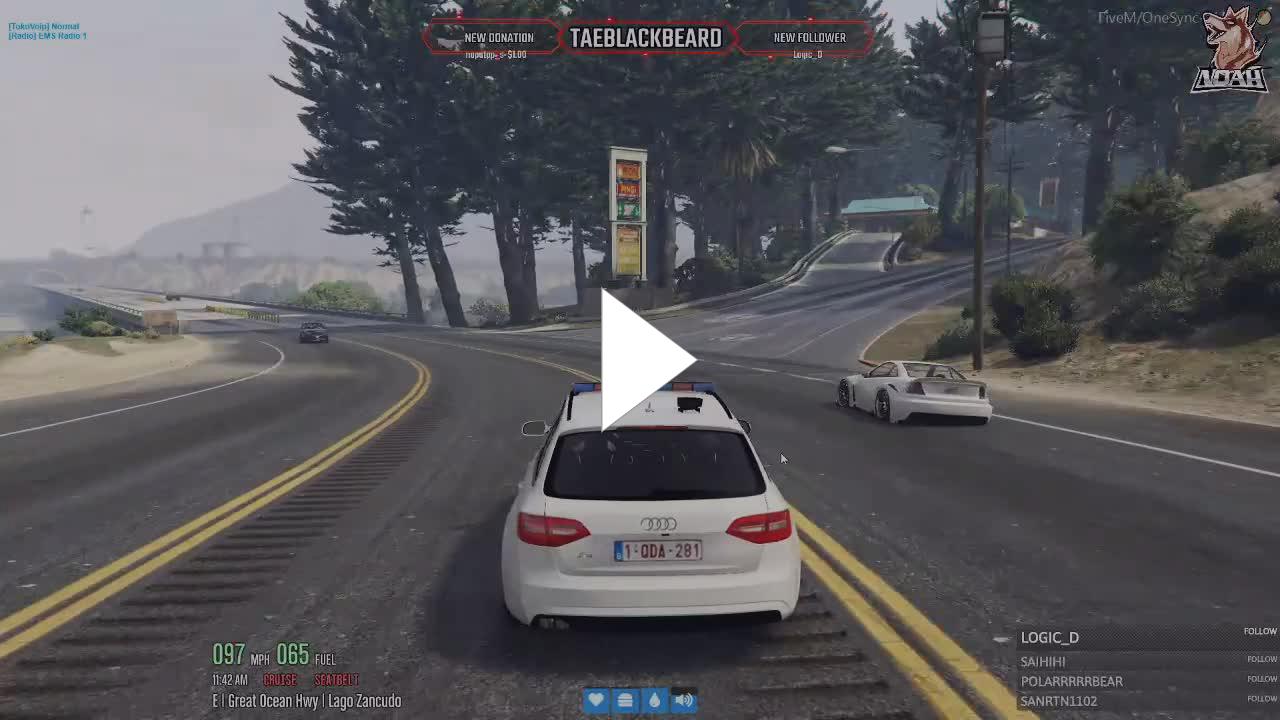 [TokoVoip] Normal
[Radio] EMS Radio 1
NEW DONATION
TAEBLACKBEARD
NEW FOLLOWER
Logic_D
FiveM/OneSync
NOAH
1-QDA-281
097 MPH 065 FUEL
11:42 AM CRUISE SEATBELT
E | Great Ocean Hwy | Lago Zancudo
LOGIC_D FOLLOW
SAIHIHI FOLLOW
POLARRRRRBEAR FOLLOW
SANRTN1102 FOLLOW